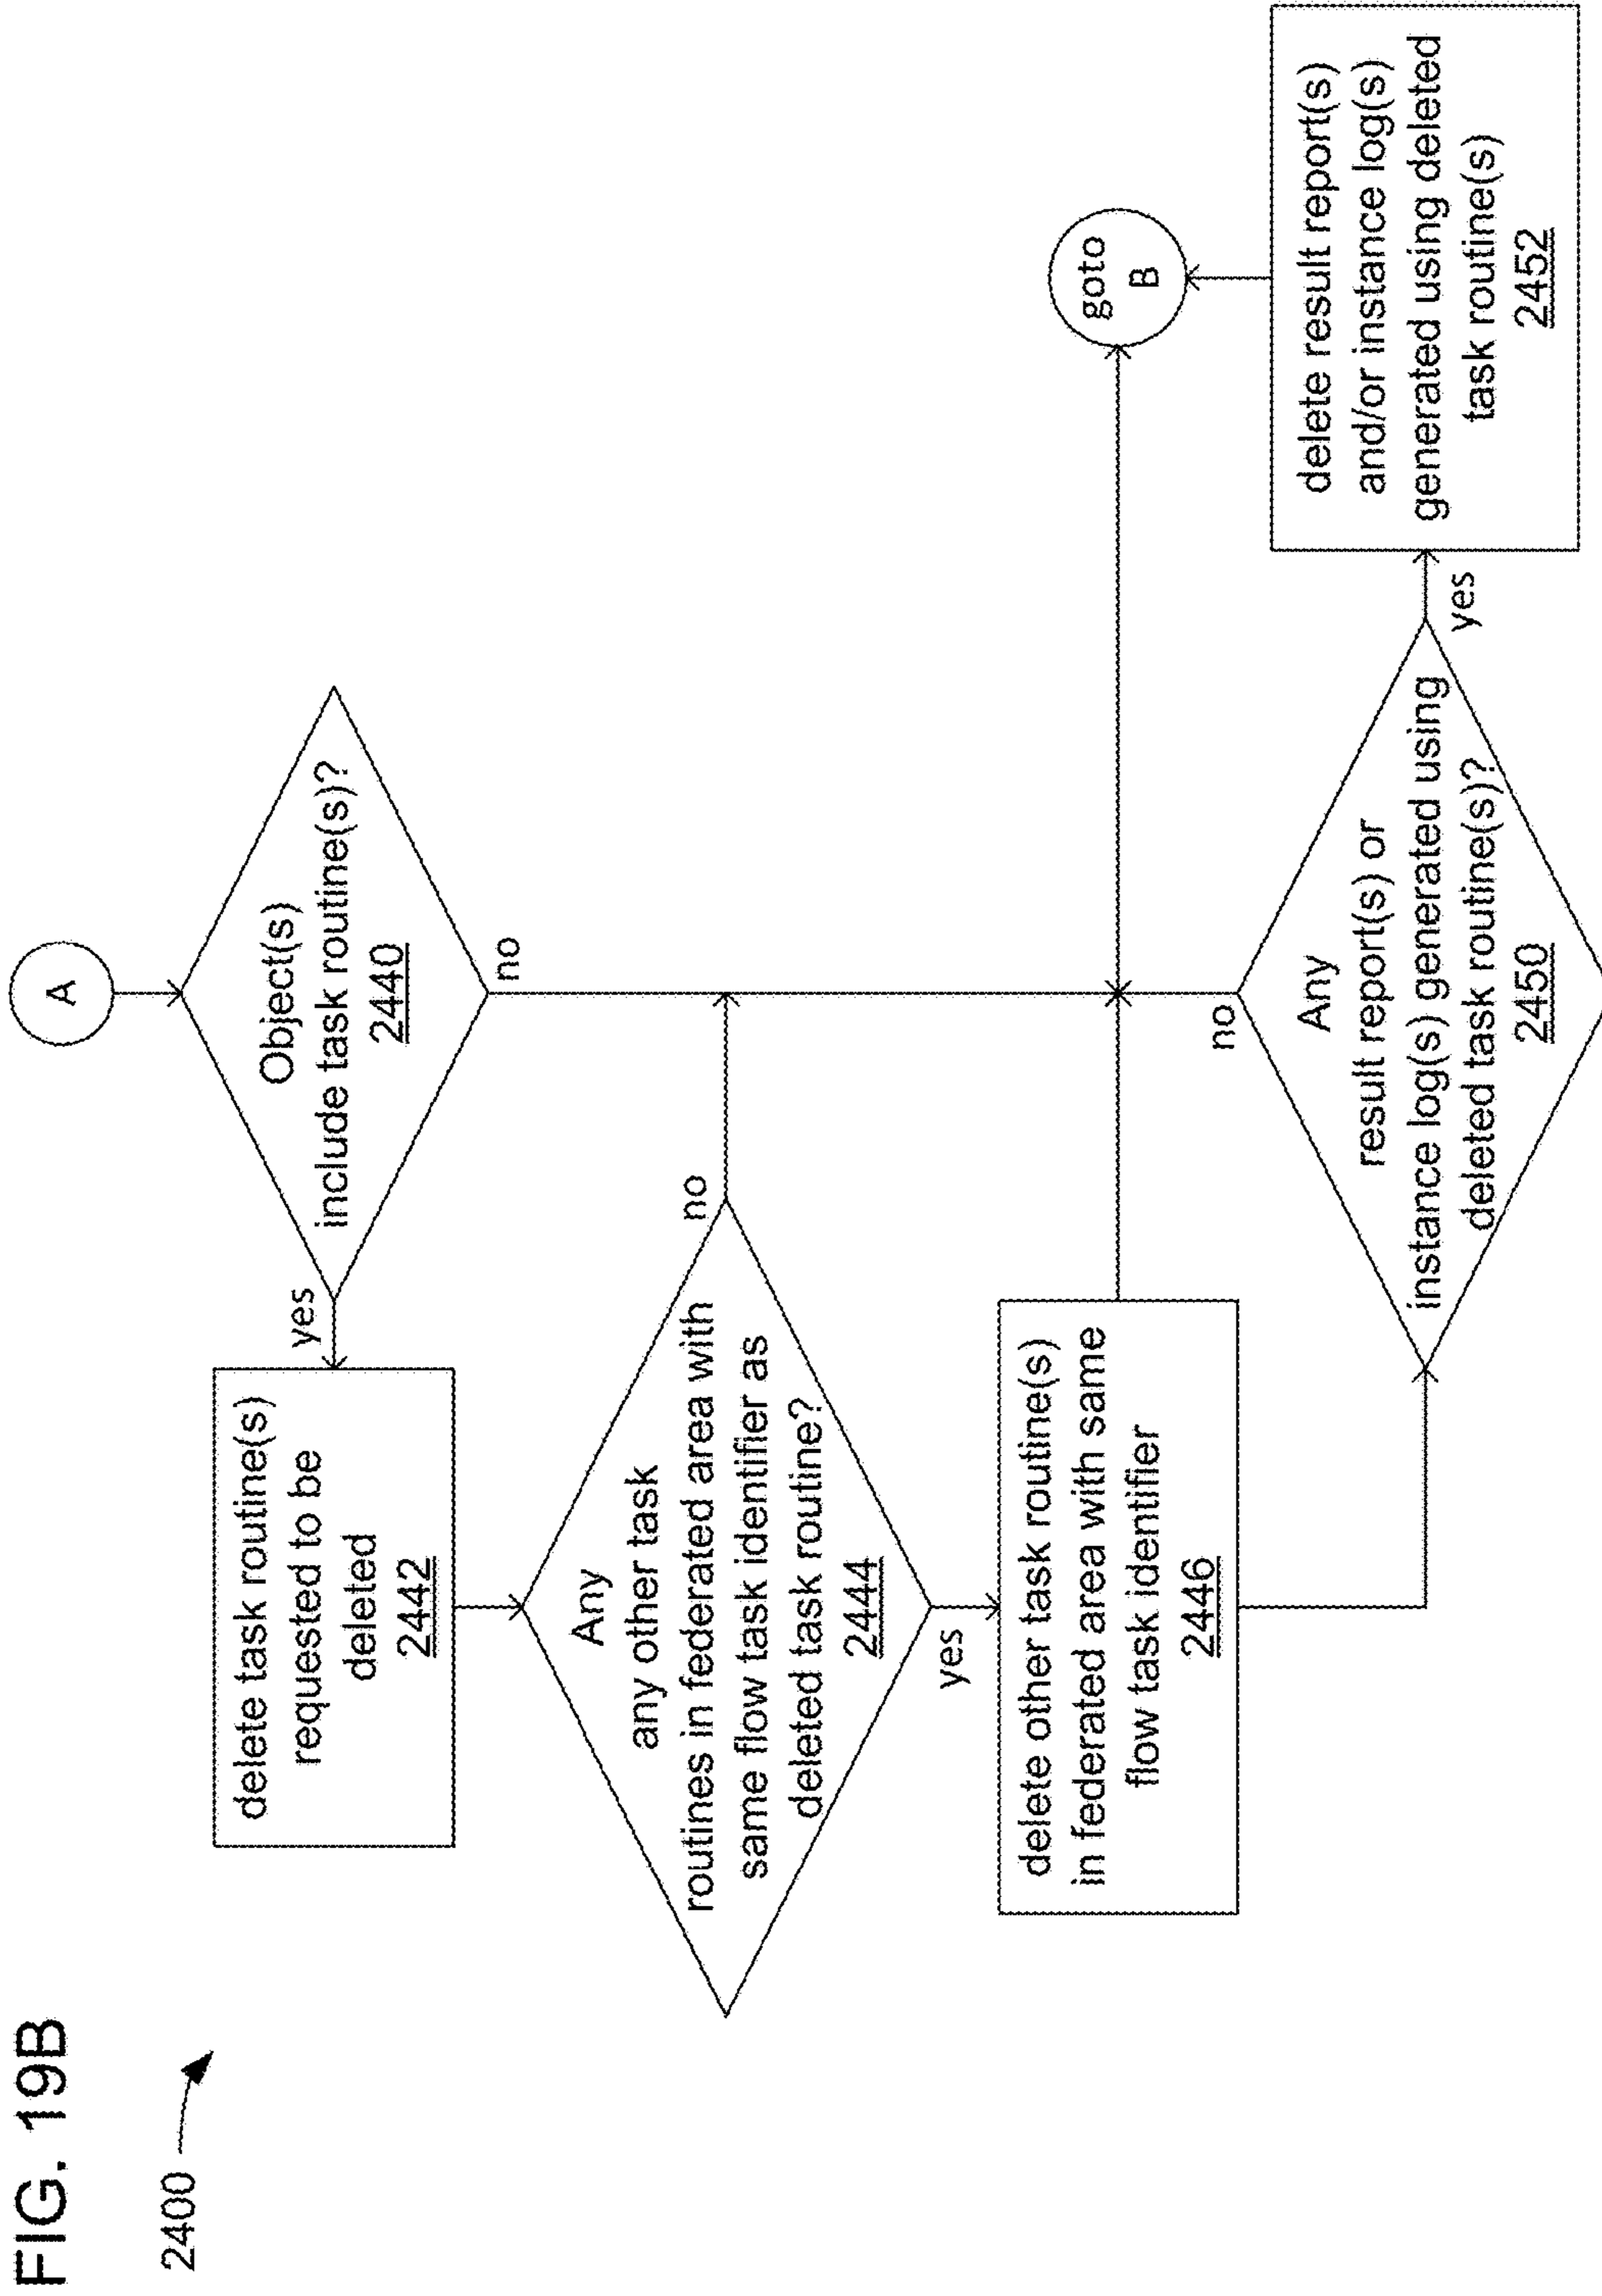 FIG. 19B
2400
A
Object(s)
include task routine(s)?
2440
yes
no
delete task routine(s)
requested to be
deleted
2442
Any
any other task
routines in federated area with
same flow task identifier as
deleted task routine?
2444
no
yes
delete other task routine(s)
in federated area with same
flow task identifier
2446
Any
result report(s) or
instance log(s) generated using
deleted task routine(s)?
2450
no
yes
delete result report(s)
and/or instance log(s)
generated using deleted
task routine(s)
2452
goto
B